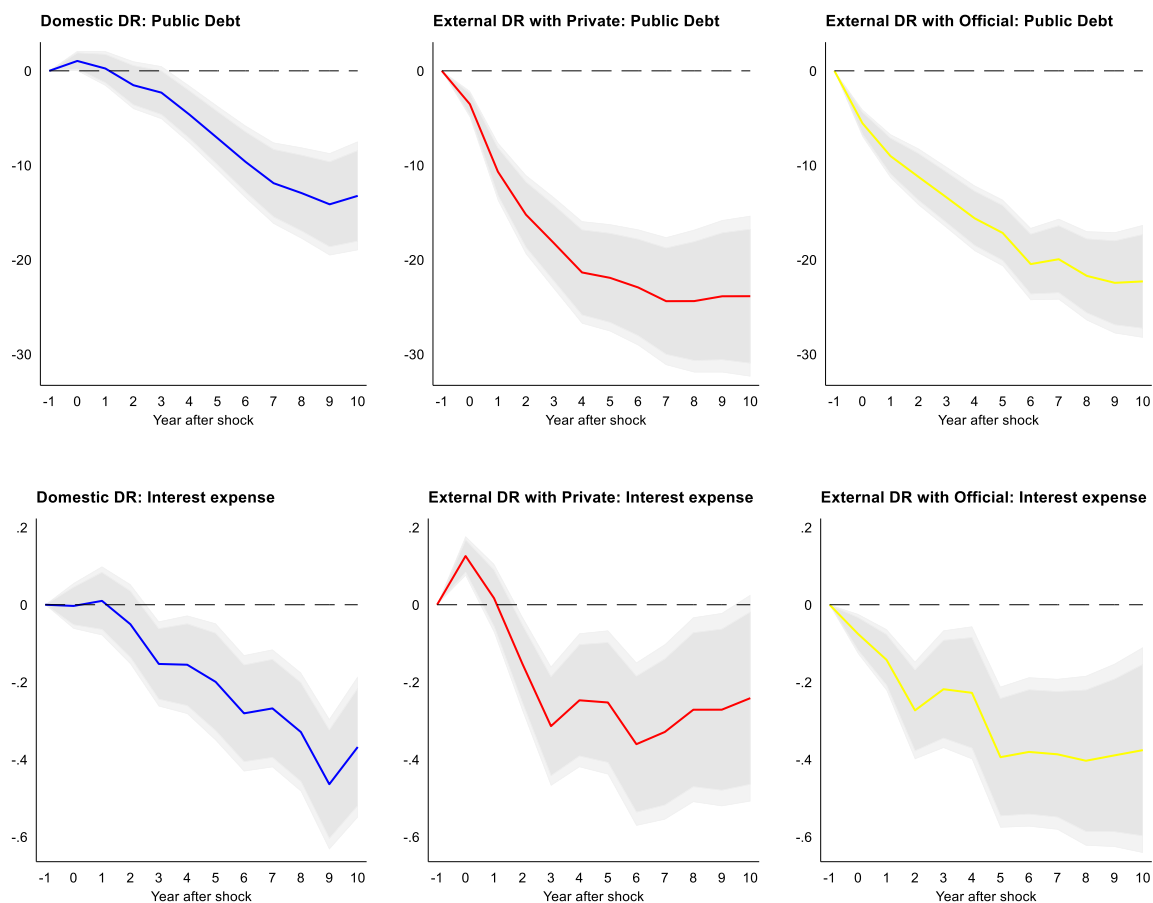 Domestic DR: Public Debt
External DR with Private: Public Debt
External DR with Official: Public Debt
0
-10
-20
-30
-1 0 1 2 3 4 5 6 7 8 9 10
Year after shock
0
-10
-20
-30
-1 0 1 2 3 4 5 6 7 8 9 10
Year after shock
0
-10
-20
-30
-1 0 1 2 3 4 5 6 7 8 9 10
Year after shock
Domestic DR: Interest expense
External DR with Private: Interest expense
External DR with Official: Interest expense
.2
0
-.2
-.4
-.6
-1 0 1 2 3 4 5 6 7 8 9 10
Year after shock
.2
0
-.2
-.4
-.6
-1 0 1 2 3 4 5 6 7 8 9 10
Year after shock
.2
0
-.2
-.4
-.6
-1 0 1 2 3 4 5 6 7 8 9 10
Year after shock